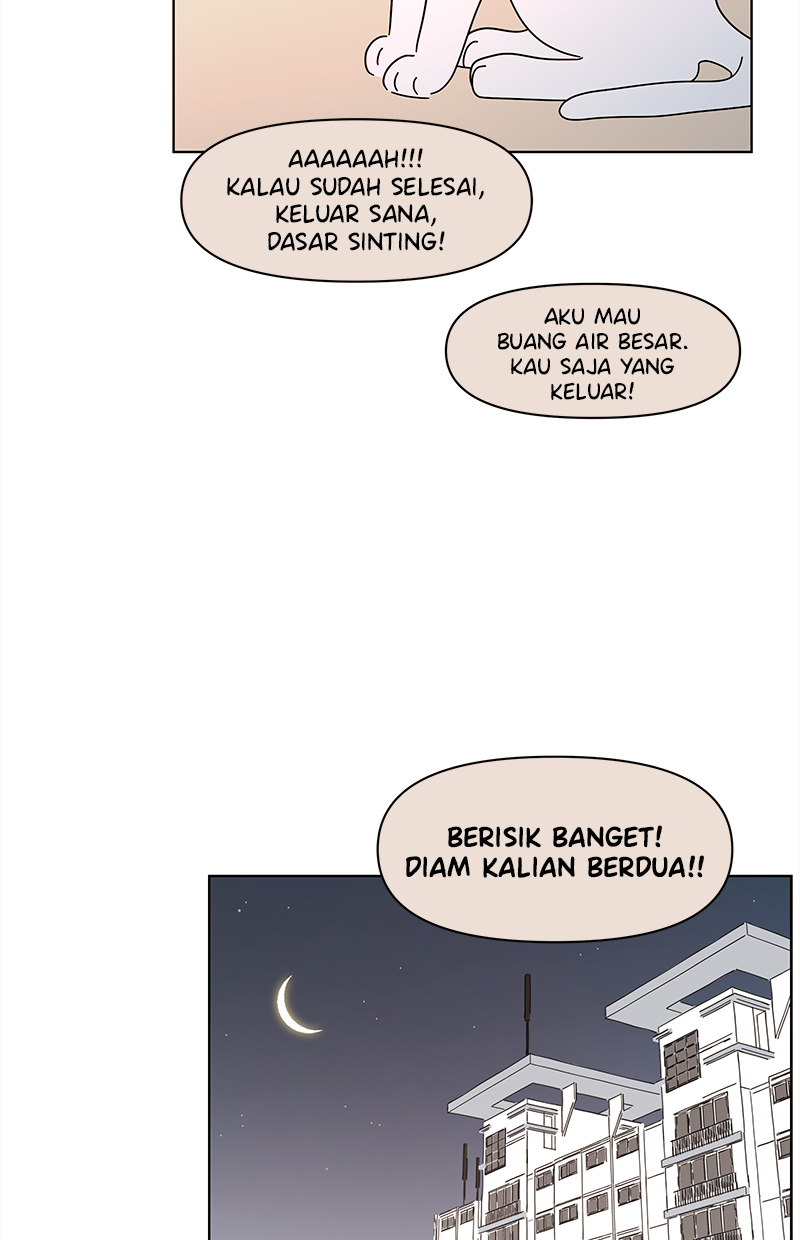 AAAAAAH!!!
KALAU SUDAH SELESAI,
KELUAR SANA,
DASAR SINTING!
AKU MAU
BUANG AIR BESAR.
KAU SAJA YANG
KELUAR!
BERISIK BANGET!
DIAM KALIAN BERDUA!!